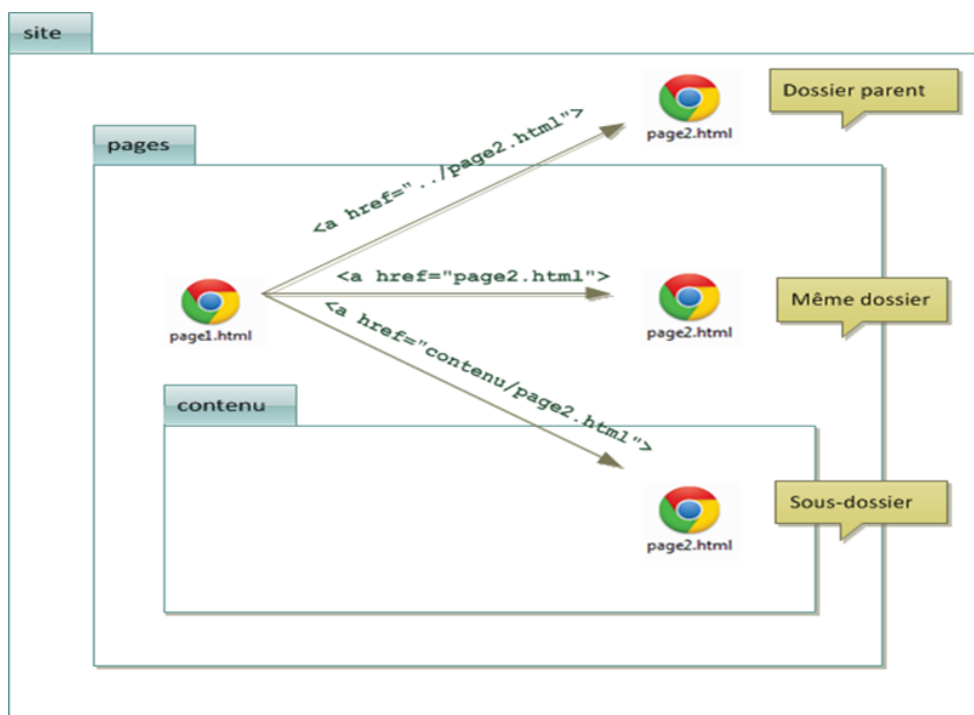 site
Dossier parent
page2.html
<a href="../page2.html">
pages
<a href="page2.html">
page1.html
page2.html
Même dossier
<a href="contenu/page2.html">
contenu
Sous-dossier
page2.html